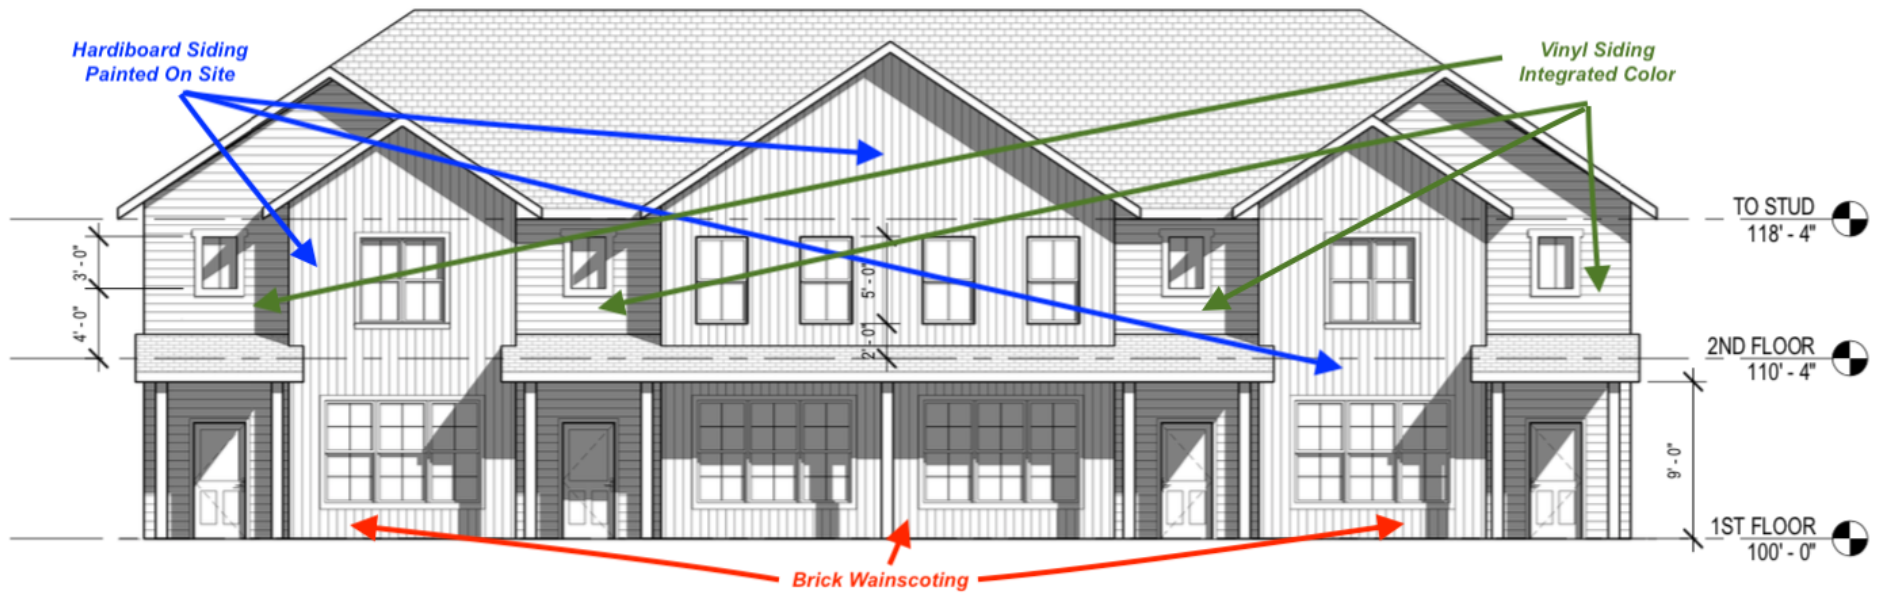 Hardiboard Siding
Painted On Site
Vinyl Siding
Integrated Color
TO STUD
118' - 4"
3' - 0"
5' - 0"
4' - 0"
2' - 0"
2ND FLOOR
110' - 4"
9' - 0"
1ST FLOOR
100' - 0"
Brick Wainscoting